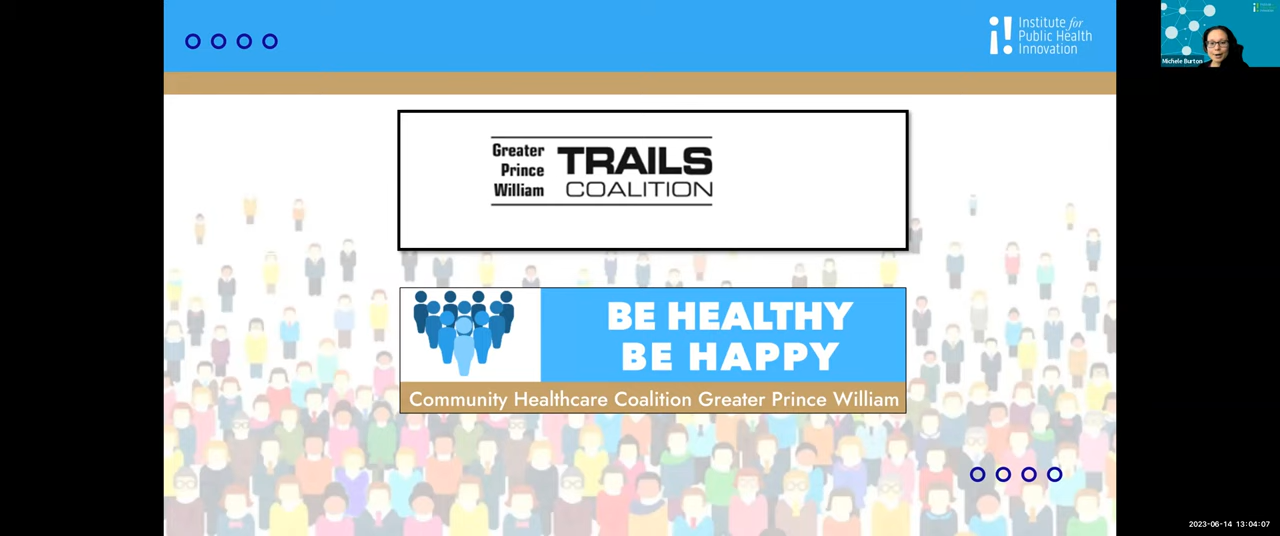 Institute for
Public Health
Innovation
Michele Burton
Greater
Prince
William
TRAILS
COALITION
BE HEALTHY
BE HAPPY
Community Healthcare Coalition Greater Prince William
2023-06-14 13:04:07